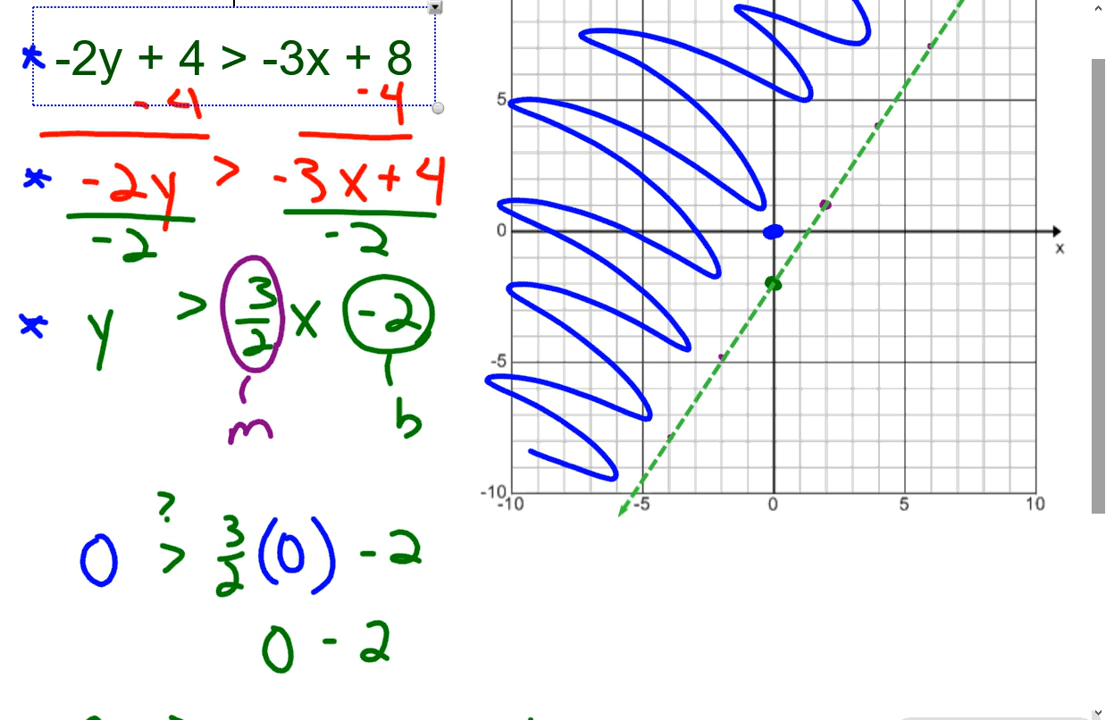 * -2y + 4 > -3x + 8
-4 -4
* -2y > -3x+4
-2 -2
* y > 3/2 x -2
m b
?
0 > 3/2 (0) - 2
0 - 2
5
0
-5
-10
-10 -5 0 5 10
x